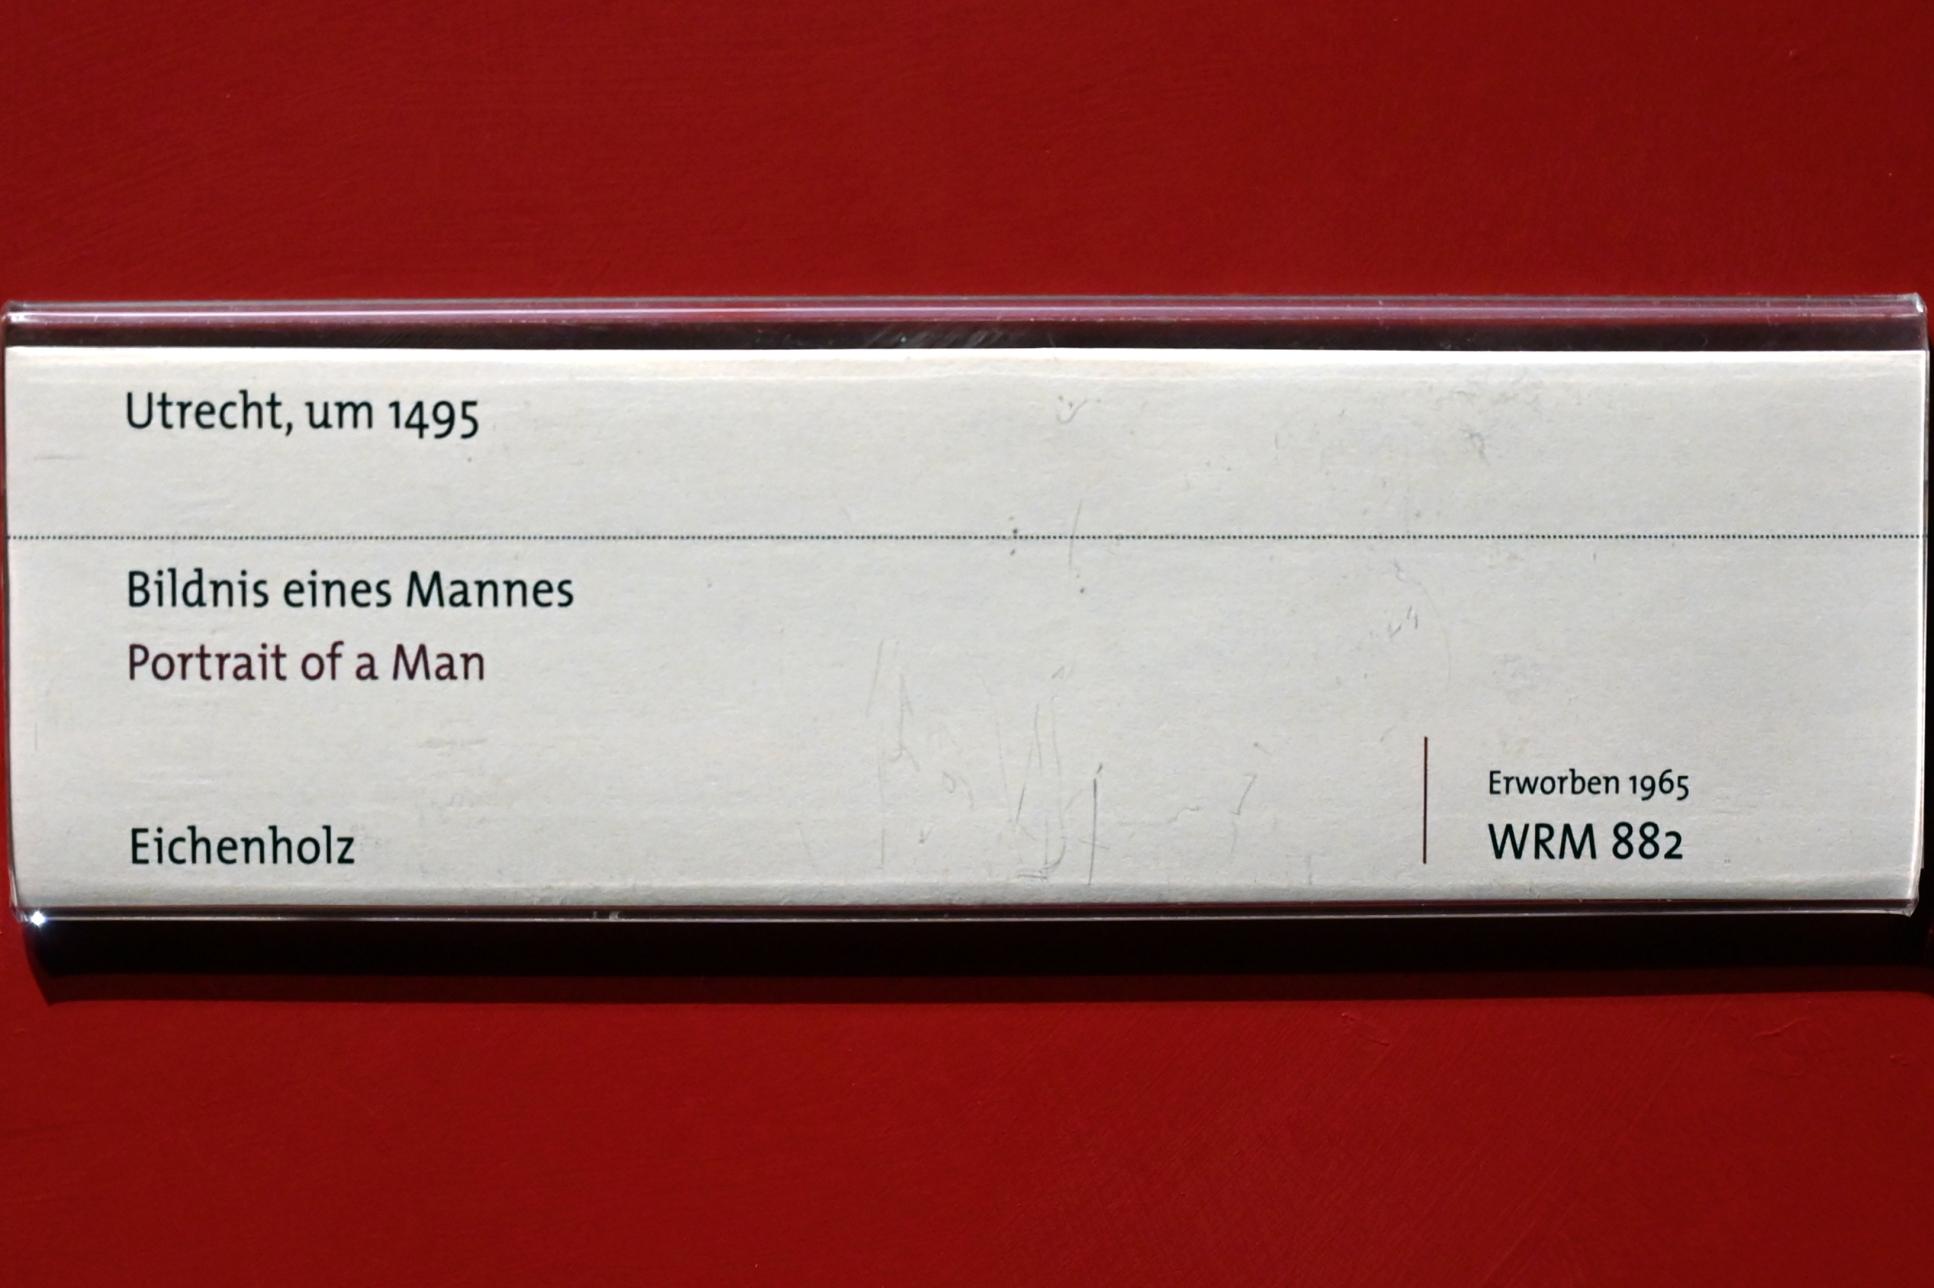 Utrecht, um 1495
Bildnis eines Mannes
Portrait of a Man
Eichenholz
Erworben 1965
WRM 882